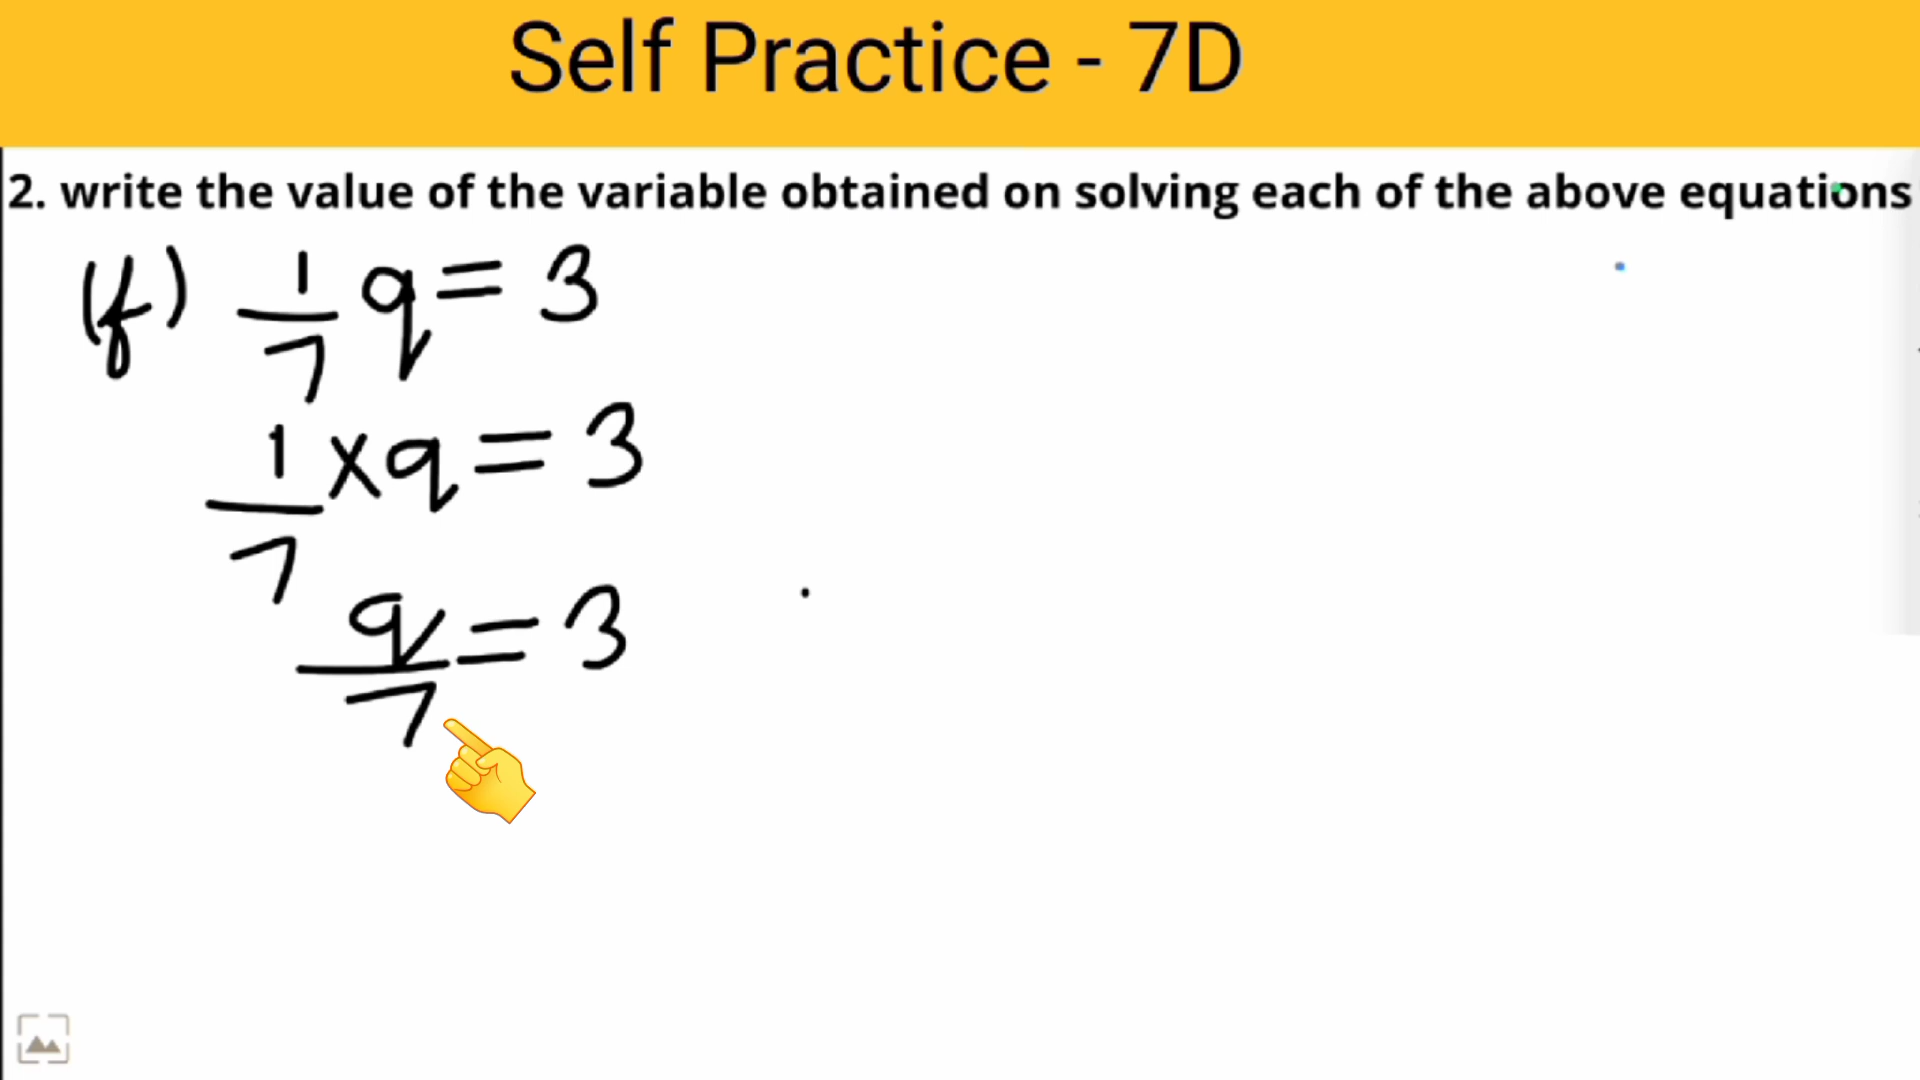 Self Practice - 7D
2. write the value of the variable obtained on solving each of the above equations
(f) 1/7 q = 3
1/7 × q = 3
q/7 = 3